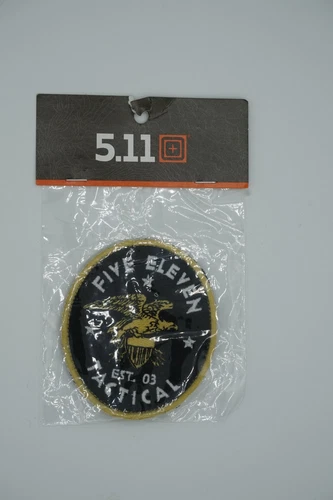 5.11
FIVE ELEVEN
EST. 03
TACTICAL